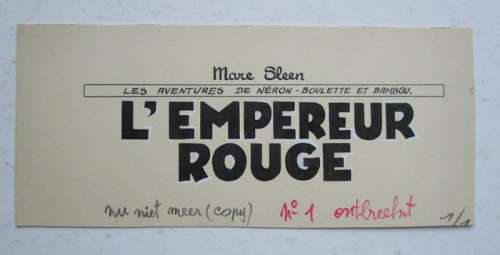 Marc Sleen
LES AVENTURES DE NÉRON - BOULETTE ET BAMBOU.
L'EMPEREUR
ROUGE
nu niet meer (copy) N° 1 ontbreekt 1/1